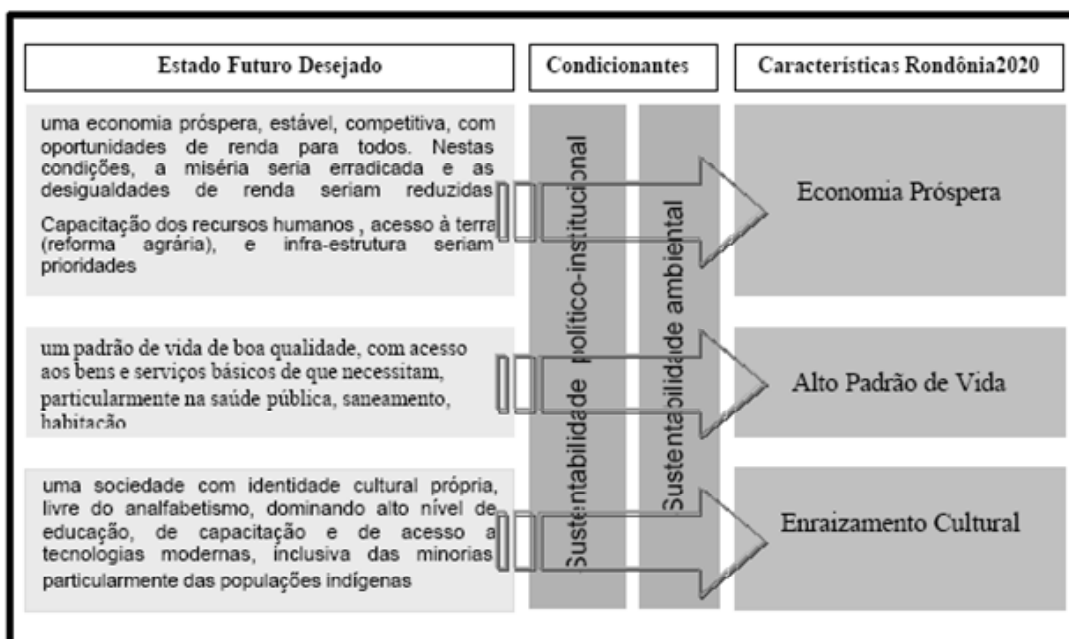 Estado Futuro Desejado
Condicionantes
Características Rondônia2020
uma economia próspera, estável, competitiva, com
oportunidades de renda para todos. Nestas
condições, a miséria seria erradicada e as
desigualdades de renda seriam reduzidas
Capacitação dos recursos humanos , acesso à terra
(reforma agrária), e infra-estrutura seriam
prioridades
um padrão de vida de boa qualidade, com acesso
aos bens e serviços básicos de que necessitam,
particularmente na saúde pública, saneamento,
habitação
uma sociedade com identidade cultural própria,
livre do analfabetismo, dominando alto nível de
educação, de capacitação e de acesso a
tecnologias modernas, inclusiva das minorias
particularmente das populações indígenas
Sustentabilidade político-institucional
Sustentabilidade ambiental
Economia Próspera
Alto Padrão de Vida
Enraizamento Cultural